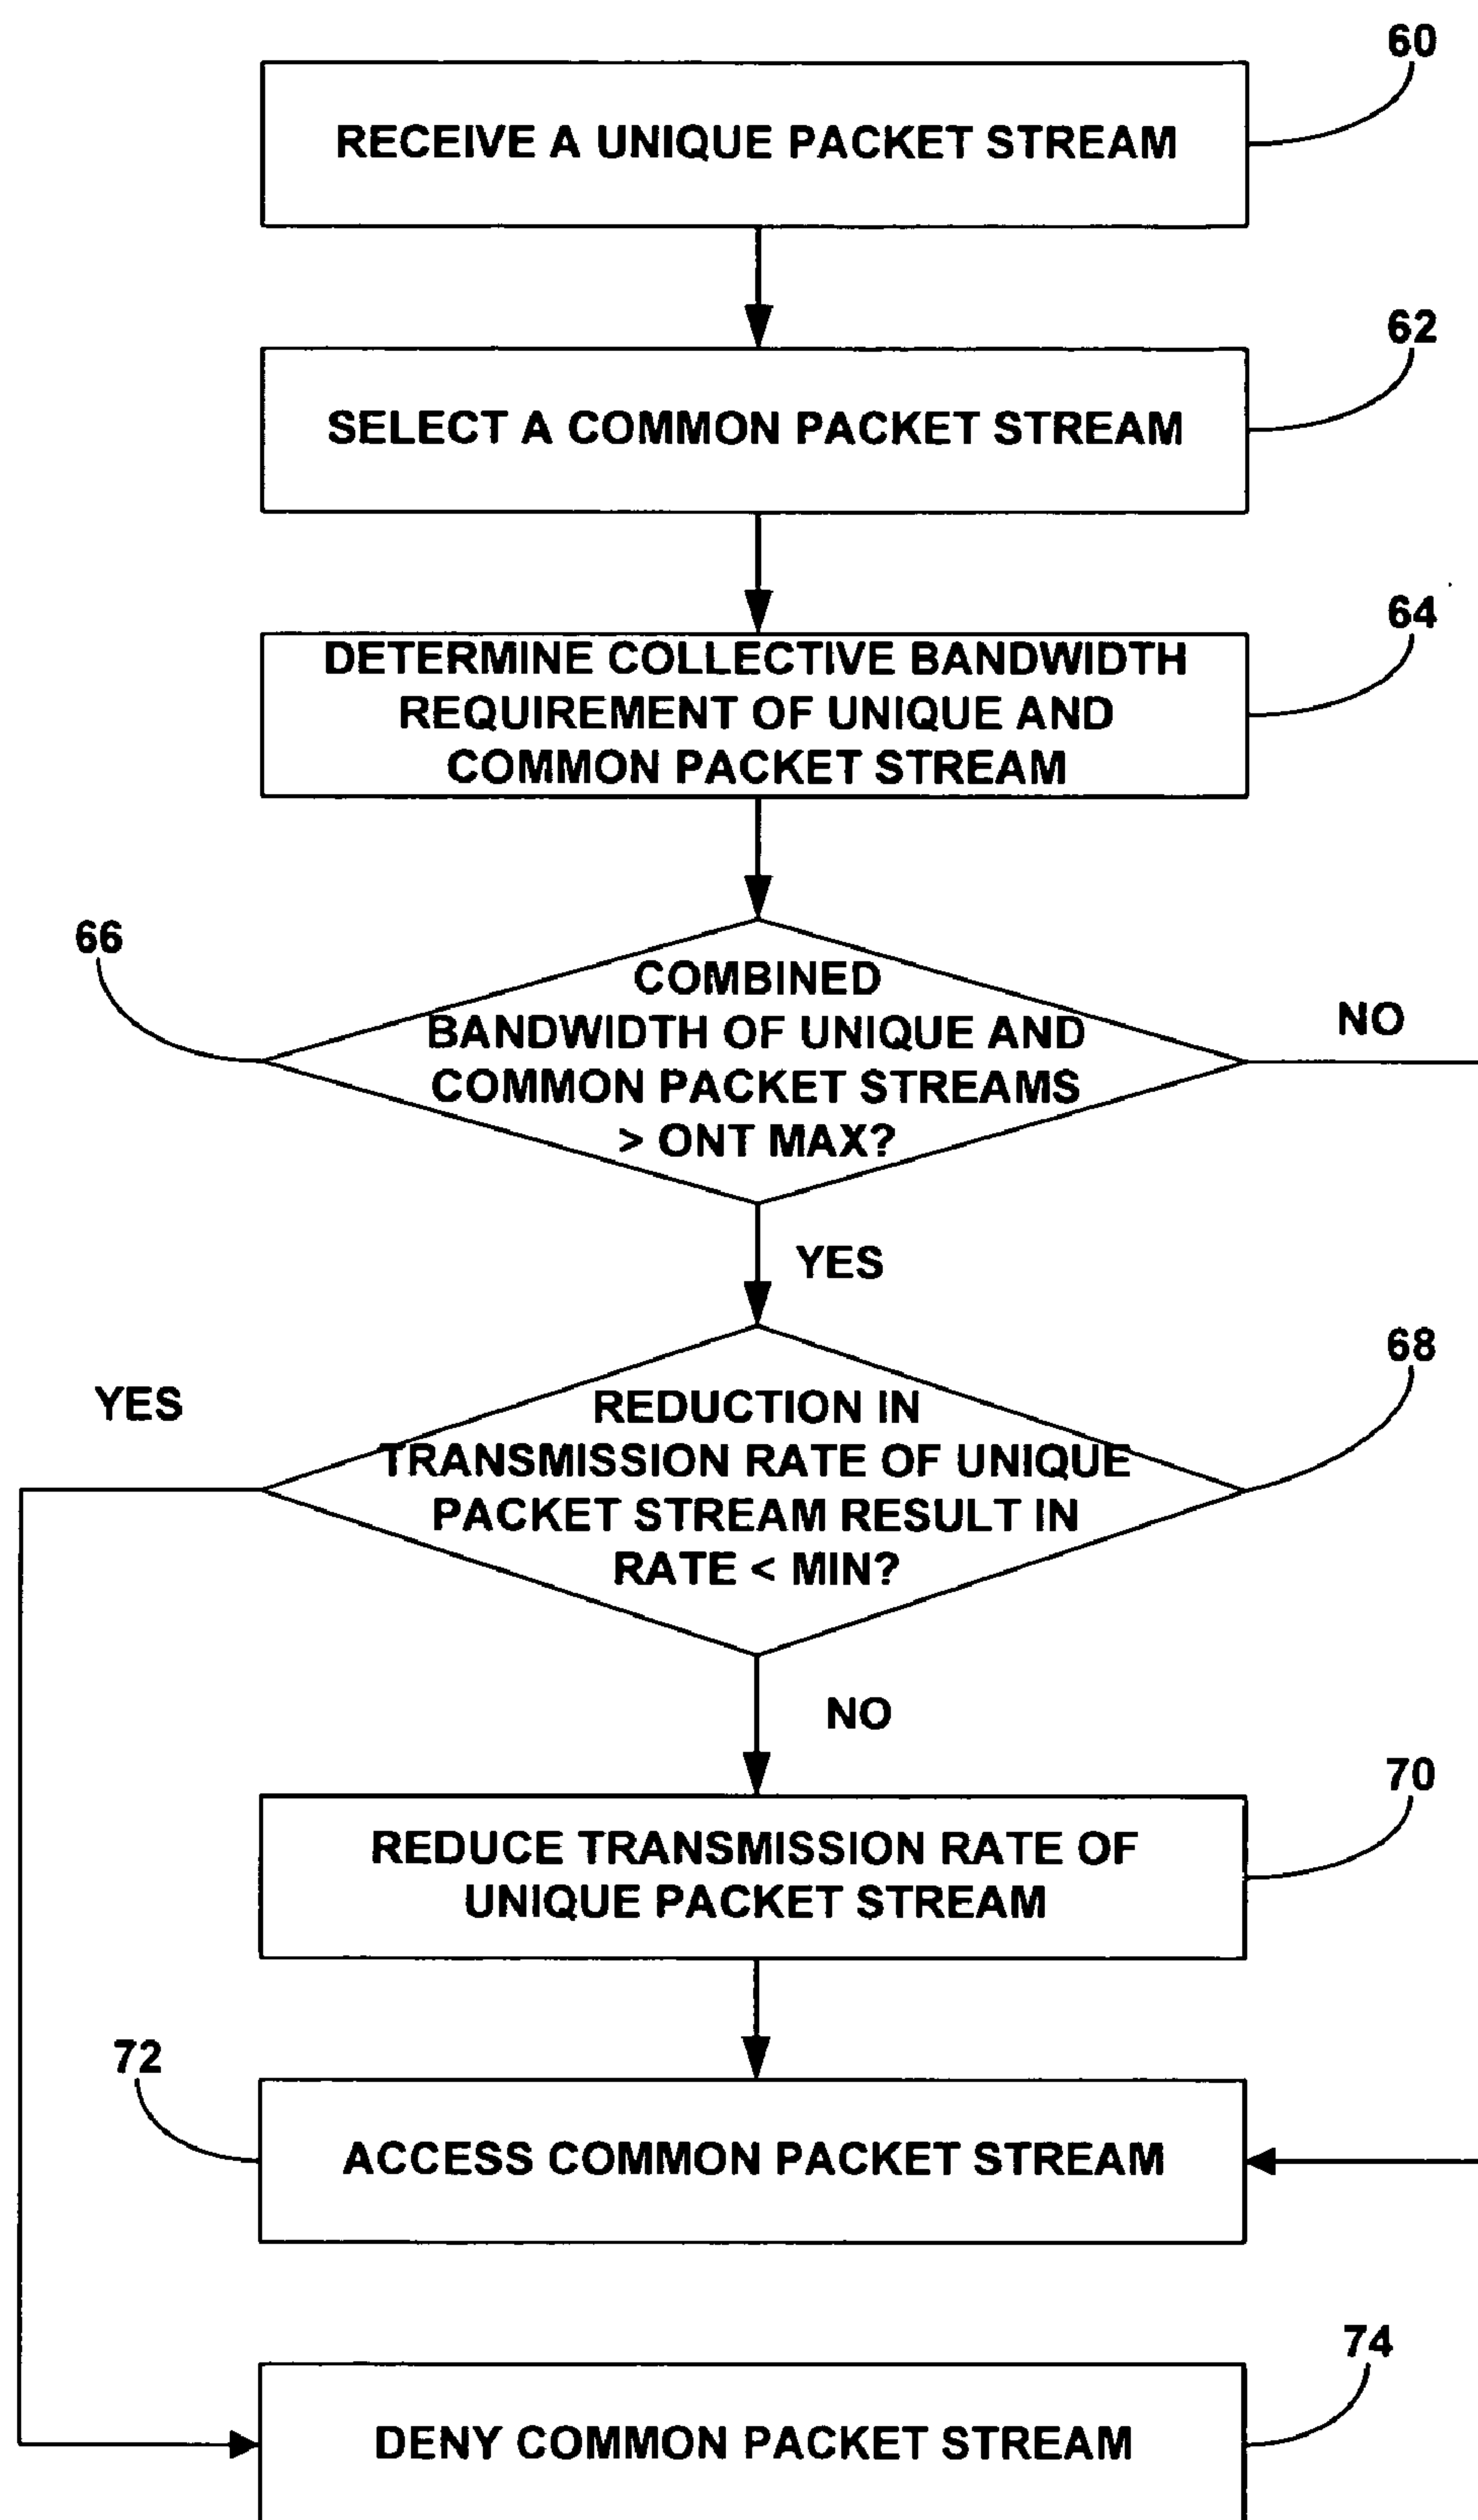 60
RECEIVE A UNIQUE PACKET STREAM
62
SELECT A COMMON PACKET STREAM
64
DETERMINE COLLECTIVE BANDWIDTH
REQUIREMENT OF UNIQUE AND
COMMON PACKET STREAM
66
COMBINED
BANDWIDTH OF UNIQUE AND
COMMON PACKET STREAMS
> ONT MAX?
NO
YES
68
YES
REDUCTION IN
TRANSMISSION RATE OF UNIQUE
PACKET STREAM RESULT IN
RATE < MIN?
NO
70
REDUCE TRANSMISSION RATE OF
UNIQUE PACKET STREAM
72
ACCESS COMMON PACKET STREAM
74
DENY COMMON PACKET STREAM